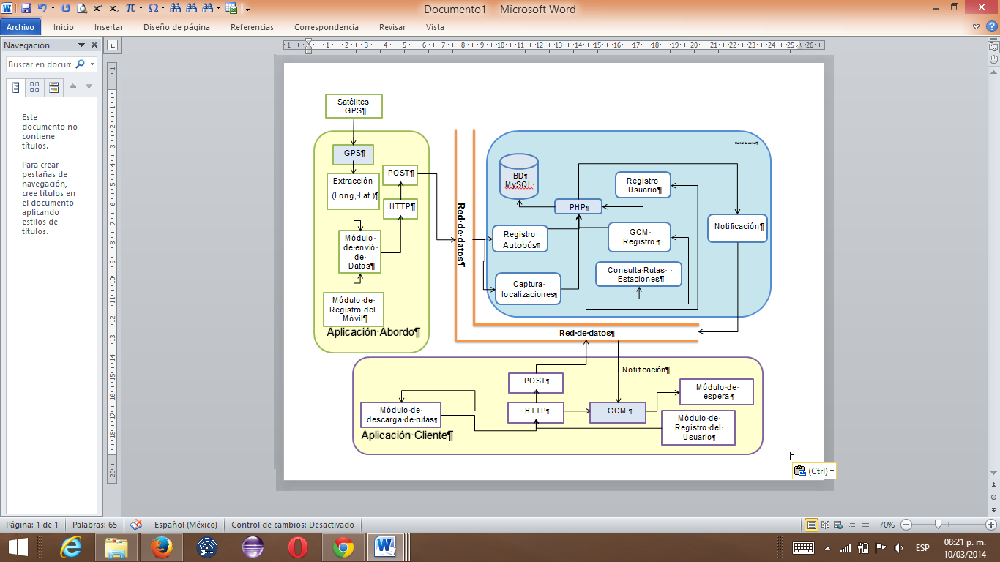 Documento1 - Microsoft Word
Archivo
Inicio
Insertar
Diseño de página
Referencias
Correspondencia
Revisar
Vista
Navegación
Buscar en docum
Este
documento no
contiene
títulos.
Para crear
pestañas de
navegación,
cree títulos en
el documento
aplicando
estilos de
títulos.
Satélites·
GPS¶
GPS¶
Extracción·
(Long,·Lat.)¶
POST¶
HTTP¶
Módulo·
de·envió·
de·
Datos¶
Módulo·de·
Registro·del·
Móvil¶
Aplicación·Abordo¶
Red·de·datos¶
BD¶
MySQL·
PHP¶
Registro·
Usuario¶
Notificación¶
Registro·
Autobús¶
GCM·
Registro·¶
Consulta·Rutas·–·
Estaciones¶
Captura·
localizaciones¶
Red·de·datos¶
Notificación¶
POST¶
HTTP¶
GCM·¶
Módulo·de·
espera·¶
Módulo·de·
descarga·de·rutas¶
Módulo·de·
Registro·del·
Usuario¶
Aplicación·Cliente¶
(Ctrl)
Página: 1 de 1
Palabras: 65
Español (México)
Control de cambios: Desactivado
70%
ESP
08:21 p. m.
10/03/2014